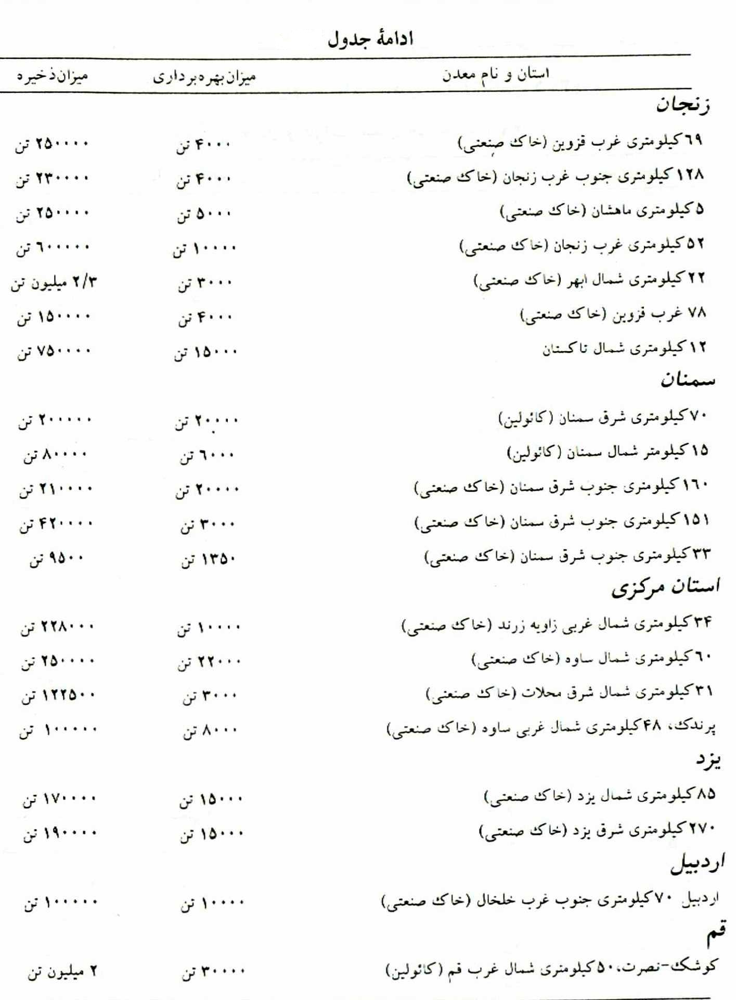 ادامهٔ جدول
استان و نام معدن میزان‌بهره‌برداری میزان‌ذخیره
زنجان
٦٩ کیلومتری غرب قزوین (خاک صنعتی) ۴۰۰۰ تن ۲۵۰۰۰۰ تن
۱۲۸ کیلومتری جنوب غرب زنجان (خاک صنعتی) ۴۰۰۰ تن ۲۳۰۰۰۰ تن
۵ کیلومتری ماهشان (خاک صنعتی) ۵۰۰۰ تن ۲۵۰۰۰۰ تن
۵۲ کیلومتری غرب زنجان (خاک صنعتی) ۱۰۰۰۰ تن ٦۰۰۰۰۰ تن
۲۲ کیلومتری شمال ابهر (خاک صنعتی) ۳۰۰۰ تن ۲/۳ میلیون تن
۷۸ غرب قزوین (خاک صنعتی) ۴۰۰۰ تن ۱۵۰۰۰۰ تن
۱۲ کیلومتری شمال تاکستان ۱۵۰۰۰ تن ۷۵۰۰۰۰ تن
سمنان
۷۰ کیلومتری شرق سمنان (کائولین) ۲۰۰۰۰ تن ۲۰۰۰۰۰ تن
۱۵ کیلومتر شمال سمنان (کائولین) ٦۰۰۰ تن ۸۰۰۰۰ تن
۱٦۰ کیلومتری جنوب شرق سمنان (خاک صنعتی) ۲۰۰۰۰ تن ۲۱۰۰۰۰ تن
۱۵۱ کیلومتری جنوب شرق سمنان (خاک صنعتی) ۳۰۰۰ تن ۴۲۰۰۰۰ تن
۳۳ کیلومتری جنوب شرق سمنان (خاک صنعتی) ۱۳۵۰ تن ۹۵۰۰ تن
استان مرکزی
۳۴ کیلومتری شمال غربی زاویه زرند (خاک صنعتی) ۱۰۰۰۰ تن ۲۲۸۰۰۰ تن
٦۰ کیلومتری شمال ساوه (خاک صنعتی) ۲۲۰۰۰ تن ۲۵۰۰۰۰ تن
۳۱ کیلومتری شمال شرق محلات (خاک صنعتی) ۳۰۰۰ تن ۱۲۲۵۰۰ تن
پرندک، ۴۸ کیلومتری شمال غربی ساوه (خاک صنعتی) ۸۰۰۰ تن ۱۰۰۰۰۰ تن
یزد
۸۵ کیلومتری شمال یزد (خاک صنعتی) ۱۵۰۰۰ تن ۱۷۰۰۰۰ تن
۲۷۰ کیلومتری شرق یزد (خاک صنعتی) ۱۵۰۰۰ تن ۱۹۰۰۰۰ تن
اردبیل
اردبیل ۷۰ کیلومتری جنوب غرب خلخال (خاک صنعتی) ۱۰۰۰۰ تن ۱۰۰۰۰۰ تن
قم
کوشک-نصرت، ۵۰ کیلومتری شمال غرب قم (کائولین) ۳۰۰۰۰ تن ۲ میلیون تن